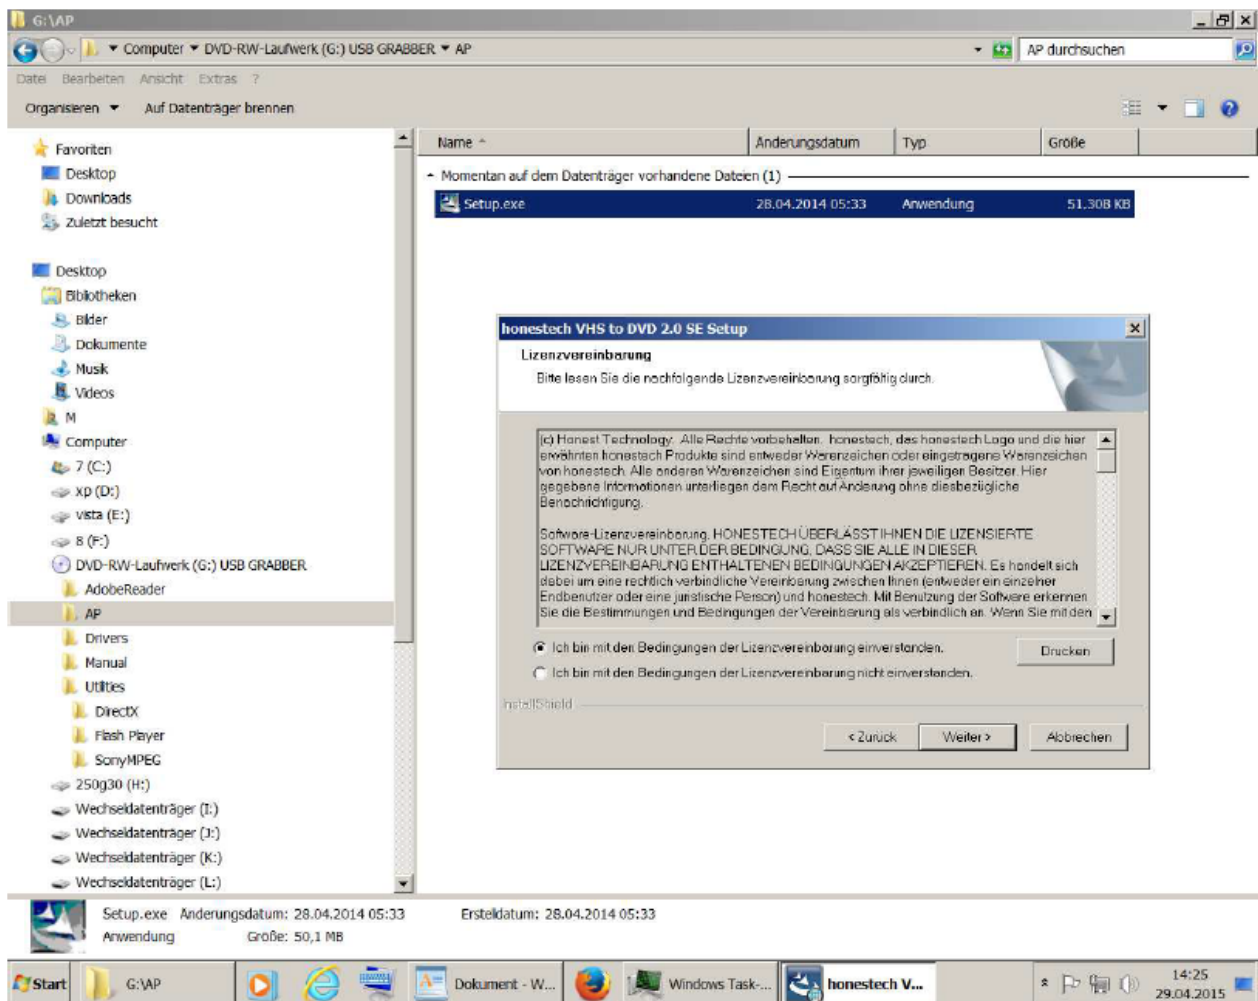 G:\AP
Computer DVD-RW-Laufwerk (G:) USB GRABBER AP
AP durchsuchen
Datei Bearbeiten Ansicht Extras ?
Organisieren Auf Datenträger brennen
Name Änderungsdatum Typ Größe
Momentan auf dem Datenträger vorhandene Dateien (1)
Setup.exe 28.04.2014 05:33 Anwendung 51.308 KB
Favoriten
Desktop
Downloads
Zuletzt besucht
Desktop
Bibliotheken
Bilder
Dokumente
Musik
Videos
M
Computer
7 (C:)
xp (D:)
vista (E:)
8 (F:)
DVD-RW-Laufwerk (G:) USB GRABBER
AdobeReader
AP
Drivers
Manual
Utilties
DirectX
Flash Player
SonyMPEG
250g30 (H:)
Wechseldatenträger (I:)
Wechseldatenträger (J:)
Wechseldatenträger (K:)
Wechseldatenträger (L:)
honestech VHS to DVD 2.0 SE Setup
Lizenzvereinbarung
Bitte lesen Sie die nachfolgende Lizenzvereinbarung sorgfältig durch.
(c) Honest Technology. Alle Rechte vorbehalten. honestech, das honestech Logo und die hier
erwähnten honestech Produkte sind entweder Warenzeichen oder eingetragene Warenzeichen
von honestech. Alle anderen Warenzeichen sind Eigentum ihrer jeweiligen Besitzer. Hier
gegebene Informationen unterliegen dem Recht auf Änderung ohne diesbezügliche
Benachrichtigung.
Software-Lizenzvereinbarung. HONESTECH ÜBERLÄSST IHNEN DIE LIZENSIERTE
SOFTWARE NUR UNTER DER BEDINGUNG, DASS SIE ALLE IN DIESER
LIZENZVEREINBARUNG ENTHALTENEN BEDINGUNGEN AKZEPTIEREN. Es handelt sich
dabei um eine rechtlich verbindliche Vereinbarung zwischen Ihnen (entweder ein einzelner
Endbenutzer oder eine juristische Person) und honestech. Mit Benutzung der Software erkennen
Sie die Bestimmungen und Bedingungen der Vereinbarung als verbindlich an. Wenn Sie mit den
Ich bin mit den Bedingungen der Lizenzvereinbarung einverstanden.
Drucken
Ich bin mit den Bedingungen der Lizenzvereinbarung nicht einverstanden.
InstallShield
< Zurück Weiter > Abbrechen
Setup.exe Änderungsdatum: 28.04.2014 05:33 Erstelldatum: 28.04.2014 05:33
Anwendung Größe: 50,1 MB
Start G:\AP Dokument - W... Windows Task-... honestech V... 14:25
29.04.2015